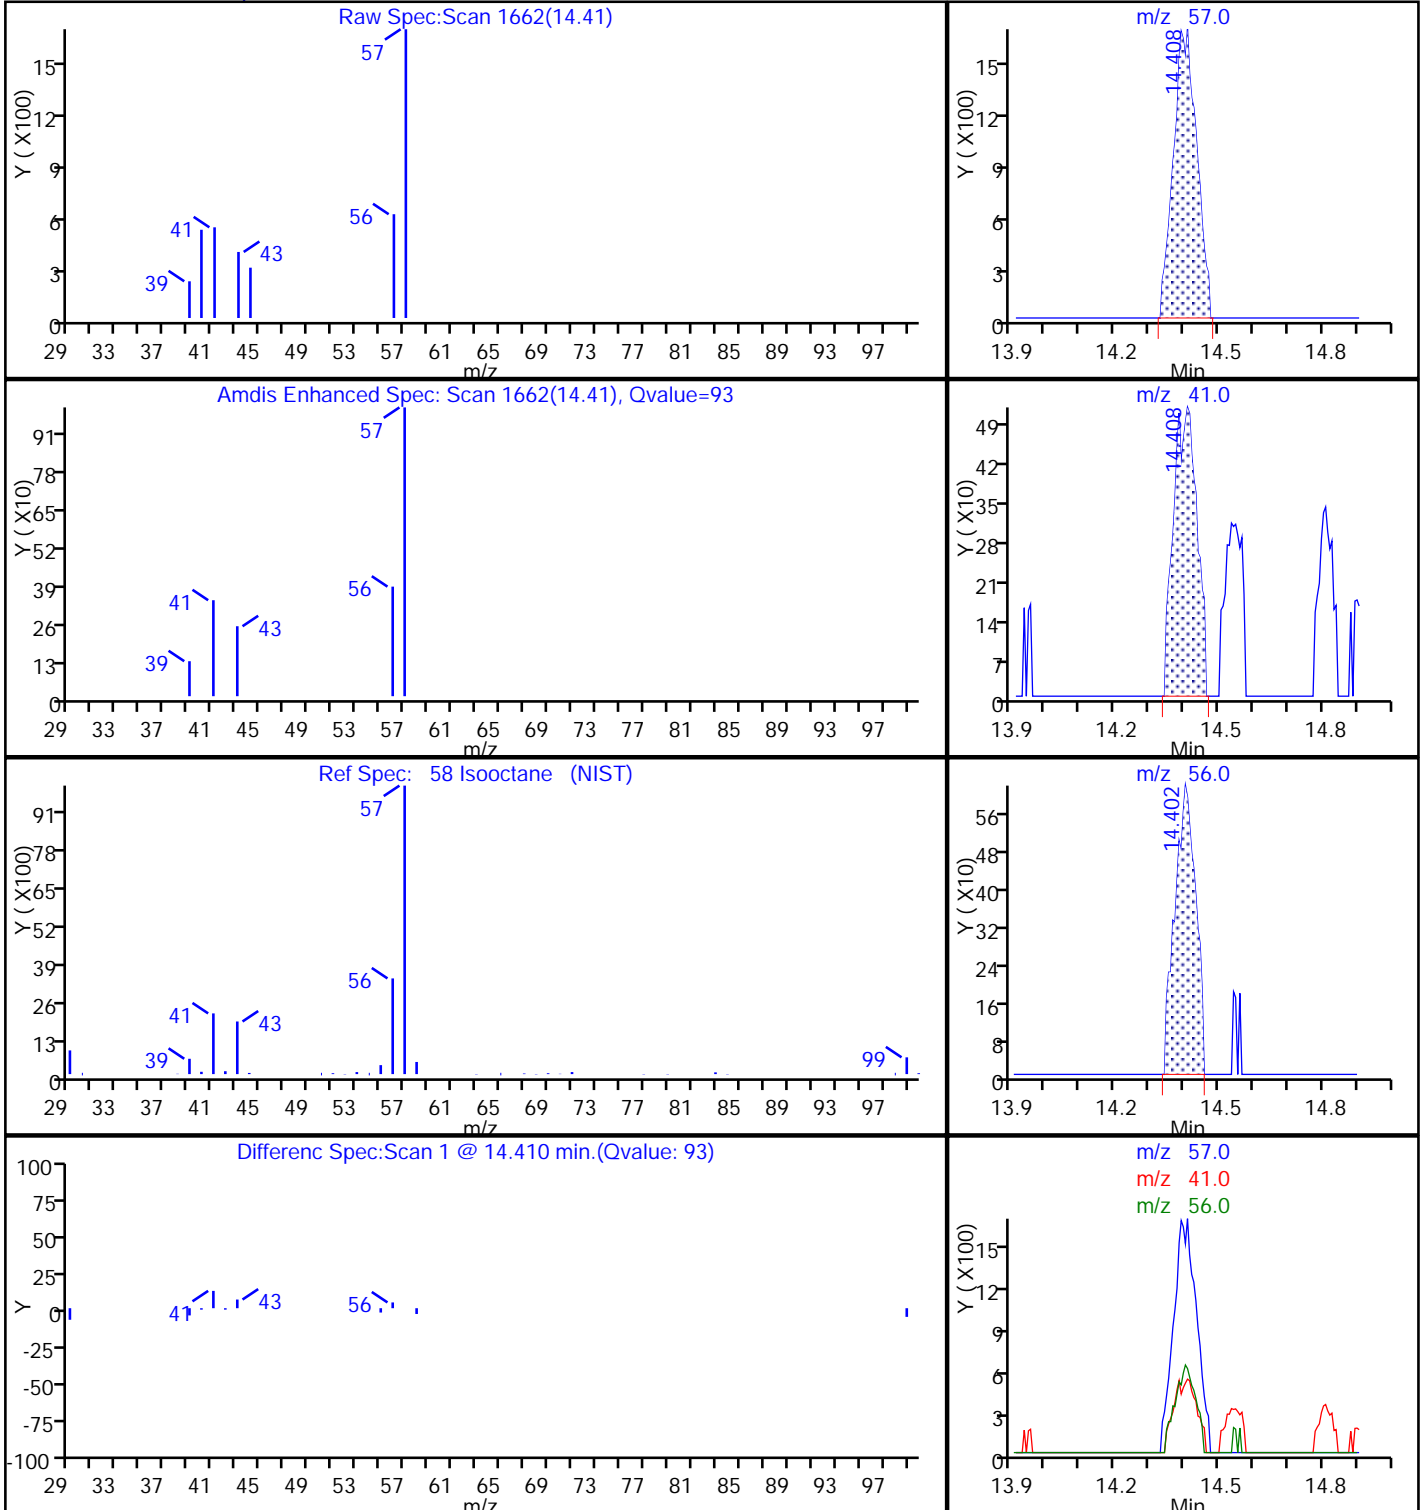 Raw Spec:Scan 1662(14.41)
Y ( X100)
15
12
9
6
3
0
57
56
41
43
39
29 33 37 41 45 49 53 57 61 65 69 73 77 81 85 89 93 97
m/z
m/z 57.0
Y ( X100)
15
12
9
6
3
0
14.408
13.9 14.2 14.5 14.8
Min
Amdis Enhanced Spec: Scan 1662(14.41), Qvalue=93
Y ( X10)
91
78
65
52
39
26
13
0
57
56
41
43
39
29 33 37 41 45 49 53 57 61 65 69 73 77 81 85 89 93 97
m/z
m/z 41.0
Y ( X10)
49
42
35
28
21
14
7
0
14.408
13.9 14.2 14.5 14.8
Min
Ref Spec: 58 Isooctane (NIST)
Y ( X100)
91
78
65
52
39
26
13
0
57
56
41
43
39
99
29 33 37 41 45 49 53 57 61 65 69 73 77 81 85 89 93 97
m/z
m/z 56.0
Y ( X10)
56
48
40
32
24
16
8
0
14.402
13.9 14.2 14.5 14.8
Min
Differenc Spec:Scan 1 @ 14.410 min.(Qvalue: 93)
Y
100
75
50
25
0
-25
-50
-75
-100
41
43
56
29 33 37 41 45 49 53 57 61 65 69 73 77 81 85 89 93 97
m/z
m/z 57.0
m/z 41.0
m/z 56.0
Y ( X100)
15
12
9
6
3
0
13.9 14.2 14.5 14.8
Min